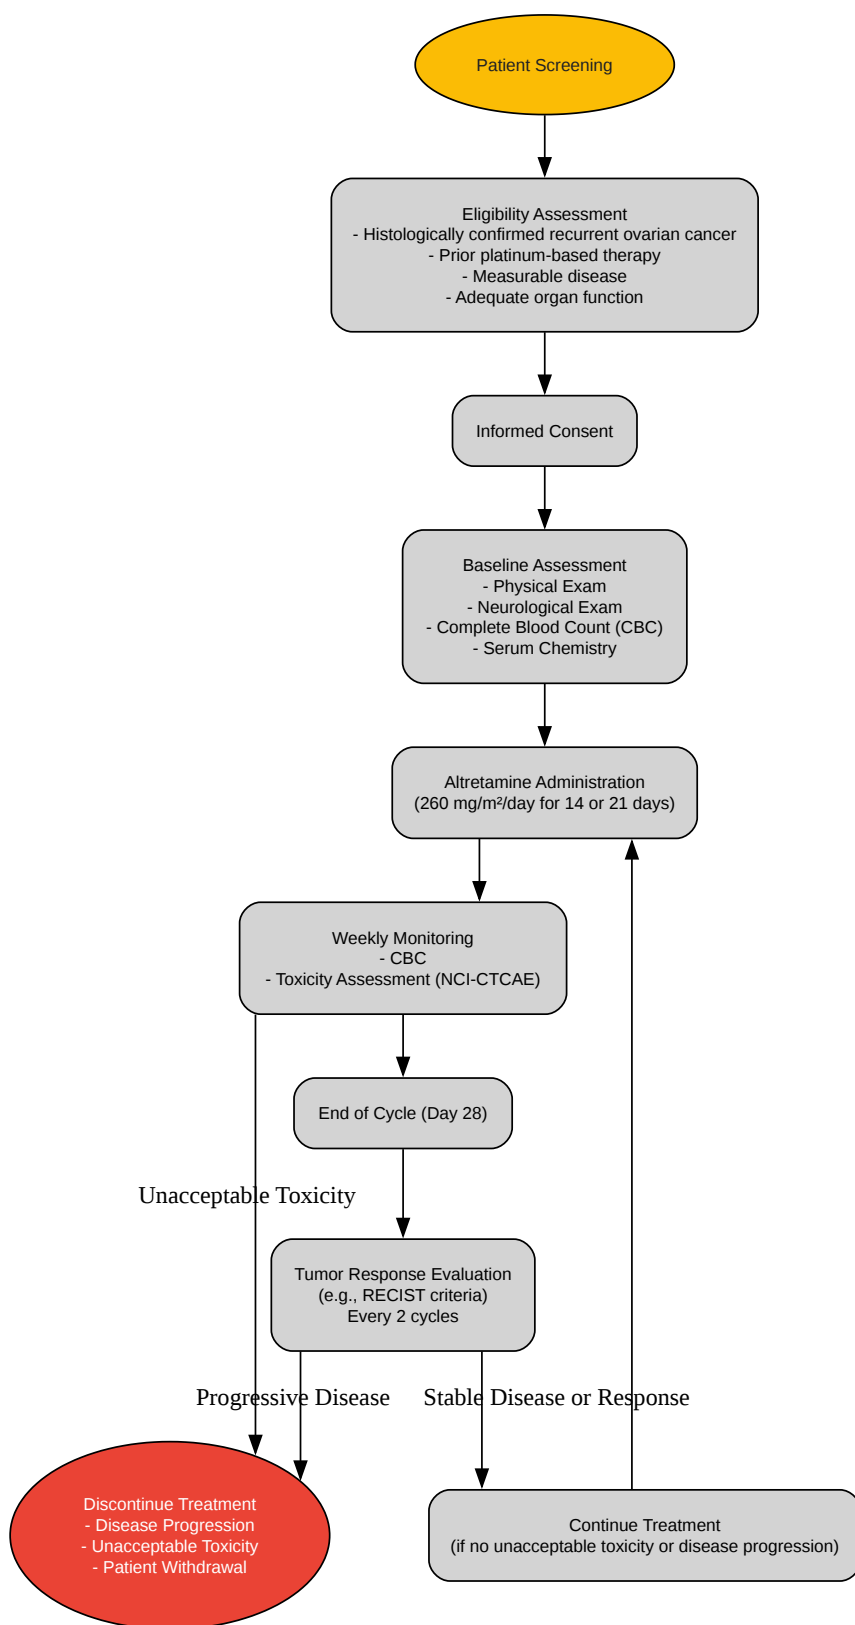 Patient Screening
Eligibility Assessment
- Histologically confirmed recurrent ovarian cancer
- Prior platinum-based therapy
- Measurable disease
- Adequate organ function
Informed Consent
Baseline Assessment
- Physical Exam
- Neurological Exam
- Complete Blood Count (CBC)
- Serum Chemistry
Altretamine Administration
(260 mg/m²/day for 14 or 21 days)
Weekly Monitoring
- CBC
- Toxicity Assessment (NCI-CTCAE)
End of Cycle (Day 28)
Unacceptable Toxicity
Tumor Response Evaluation
(e.g., RECIST criteria)
Every 2 cycles
Progressive Disease
Stable Disease or Response
Discontinue Treatment
- Disease Progression
- Unacceptable Toxicity
- Patient Withdrawal
Continue Treatment
(if no unacceptable toxicity or disease progression)